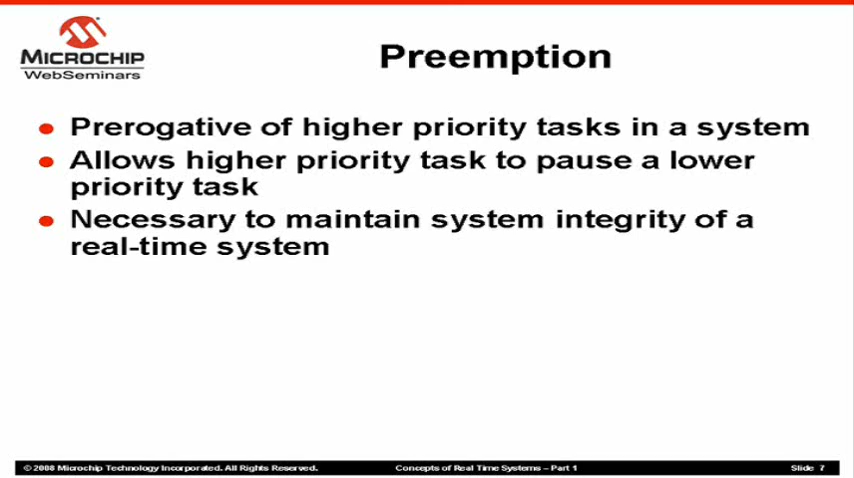 MICROCHIP
WebSeminars
Preemption
Prerogative of higher priority tasks in a system
Allows higher priority task to pause a lower
priority task
Necessary to maintain system integrity of a
real-time system
© 2008 Microchip Technology Incorporated. All Rights Reserved.
Concepts of Real Time Systems – Part 1
Slide 7